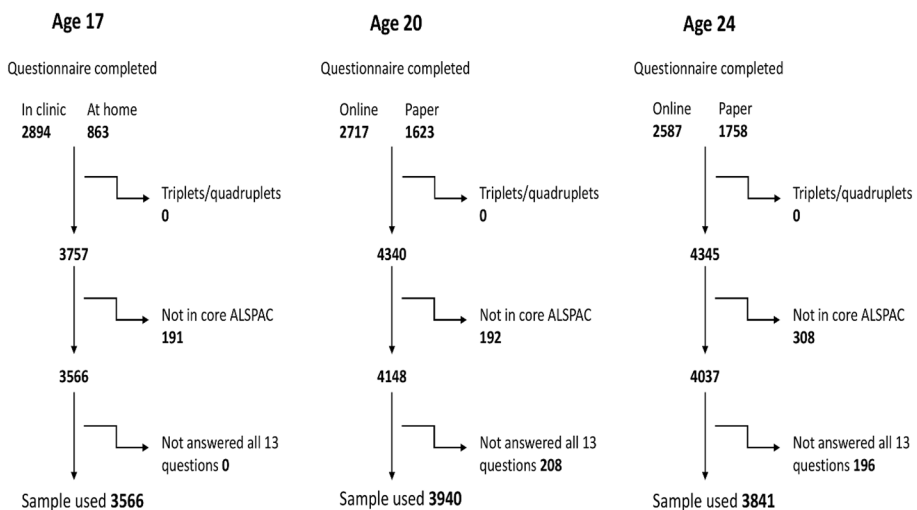 Age 17
Questionnaire completed
In clinic At home
2894 863
Triplets/quadruplets
0
3757
Not in core ALSPAC
191
3566
Not answered all 13
questions 0
Sample used 3566
Age 20
Questionnaire completed
Online Paper
2717 1623
Triplets/quadruplets
0
4340
Not in core ALSPAC
192
4148
Not answered all 13
questions 208
Sample used 3940
Age 24
Questionnaire completed
Online Paper
2587 1758
Triplets/quadruplets
0
4345
Not in core ALSPAC
308
4037
Not answered all 13
questions 196
Sample used 3841